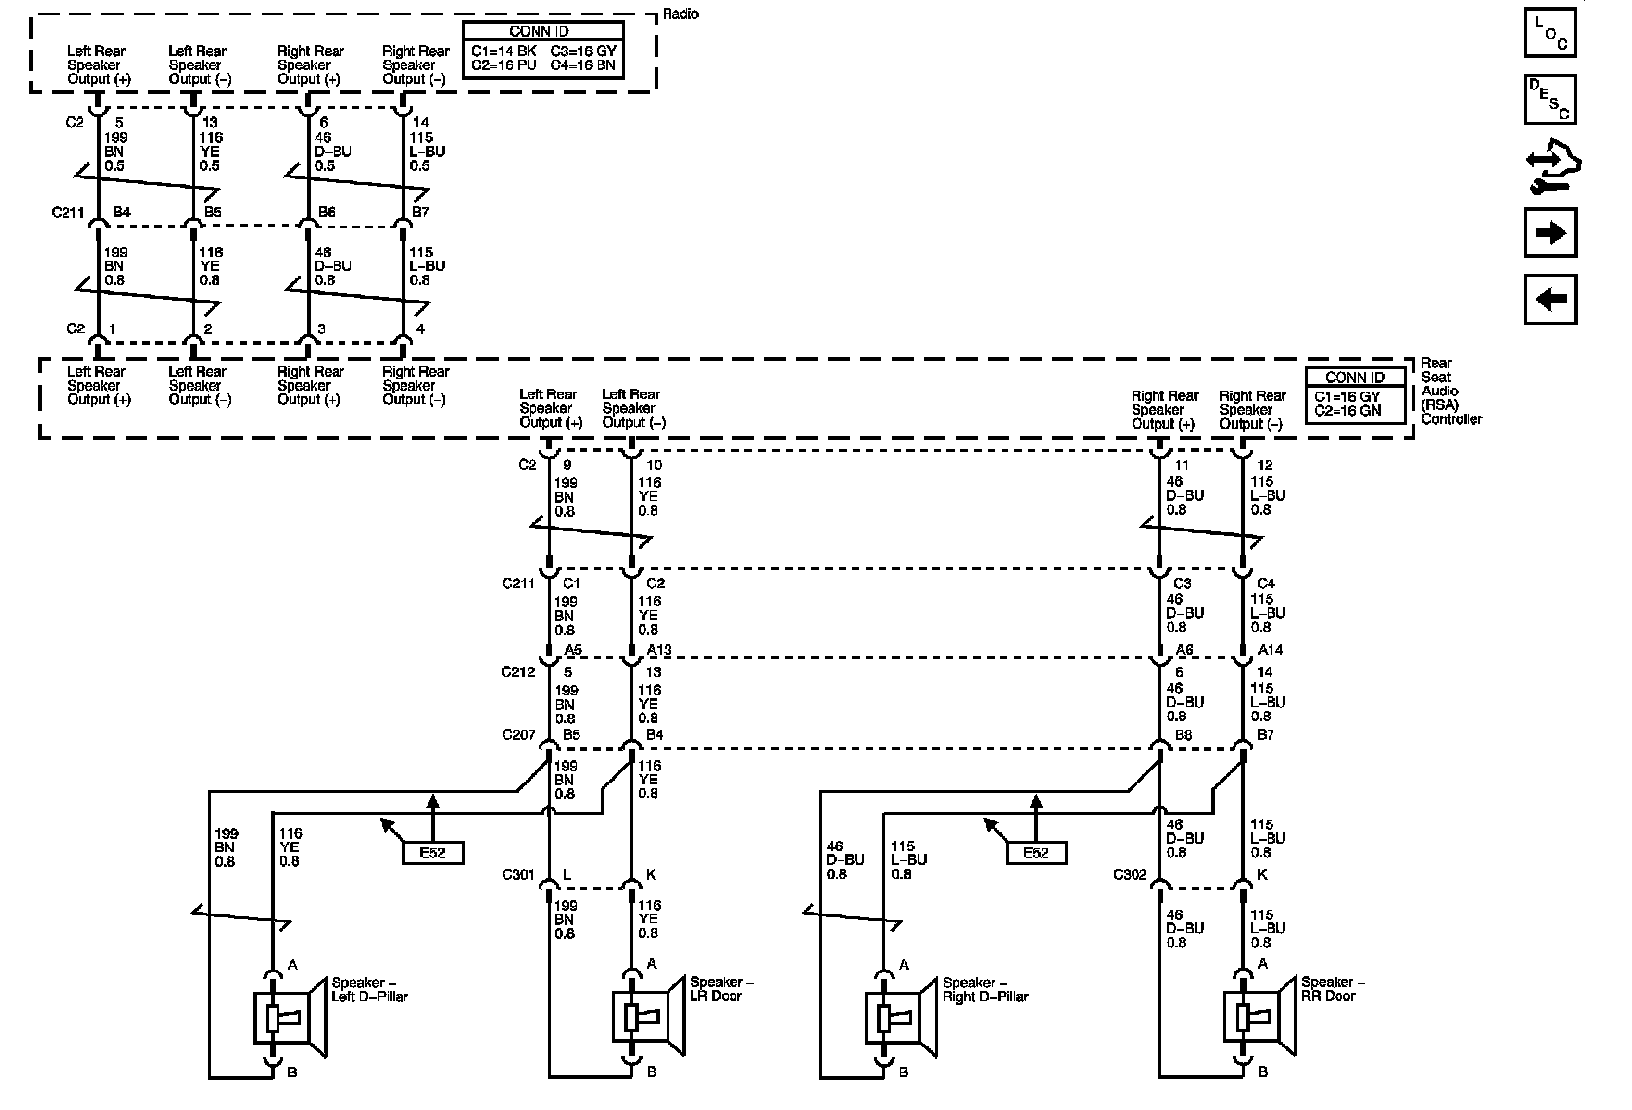 Radio
CONN ID
C1=14 BK C3=16 GY
C2=16 PU C4=16 BN
Left Rear Speaker Output (+)
Left Rear Speaker Output (–)
Right Rear Speaker Output (+)
Right Rear Speaker Output (–)
C2 5 13 6 14
199 116 46 115
BN YE D–BU L–BU
0.5 0.5 0.5 0.5
C211 B4 B5 B6 B7
199 116 46 115
BN YE D–BU L–BU
0.8 0.8 0.8 0.8
C2 1 2 3 4
Left Rear Speaker Output (+)
Left Rear Speaker Output (–)
Right Rear Speaker Output (+)
Right Rear Speaker Output (–)
Left Rear Speaker Output (+)
Left Rear Speaker Output (–)
Right Rear Speaker Output (+)
Right Rear Speaker Output (–)
CONN ID
C1=16 GY
C2=16 GN
Rear
Seat
Audio
(RSA)
Controller
C2 9 10 11 12
199 116 46 115
BN YE D–BU L–BU
0.8 0.8 0.8 0.8
C211 C1 C2 C3 C4
199 116 46 115
BN YE D–BU L–BU
0.8 0.8 0.8 0.8
A5 A13 A6 A14
C212 5 13 6 14
199 116 46 115
BN YE D–BU L–BU
0.8 0.8 0.8 0.8
C207 B5 B4 B8 B7
199 116
BN YE
0.8 0.8
199 116 46 115 46 115
BN YE D–BU L–BU D–BU L–BU
0.8 0.8 0.8 0.8 0.8 0.8
E52 E52
C301 L K C302 K
199 116 46 115
BN YE D–BU L–BU
0.8 0.8 0.8 0.8
A A A A
Speaker –
Left D–Pillar
Speaker –
LR Door
Speaker –
Right D–Pillar
Speaker –
RR Door
B B B B
LOC
DESC